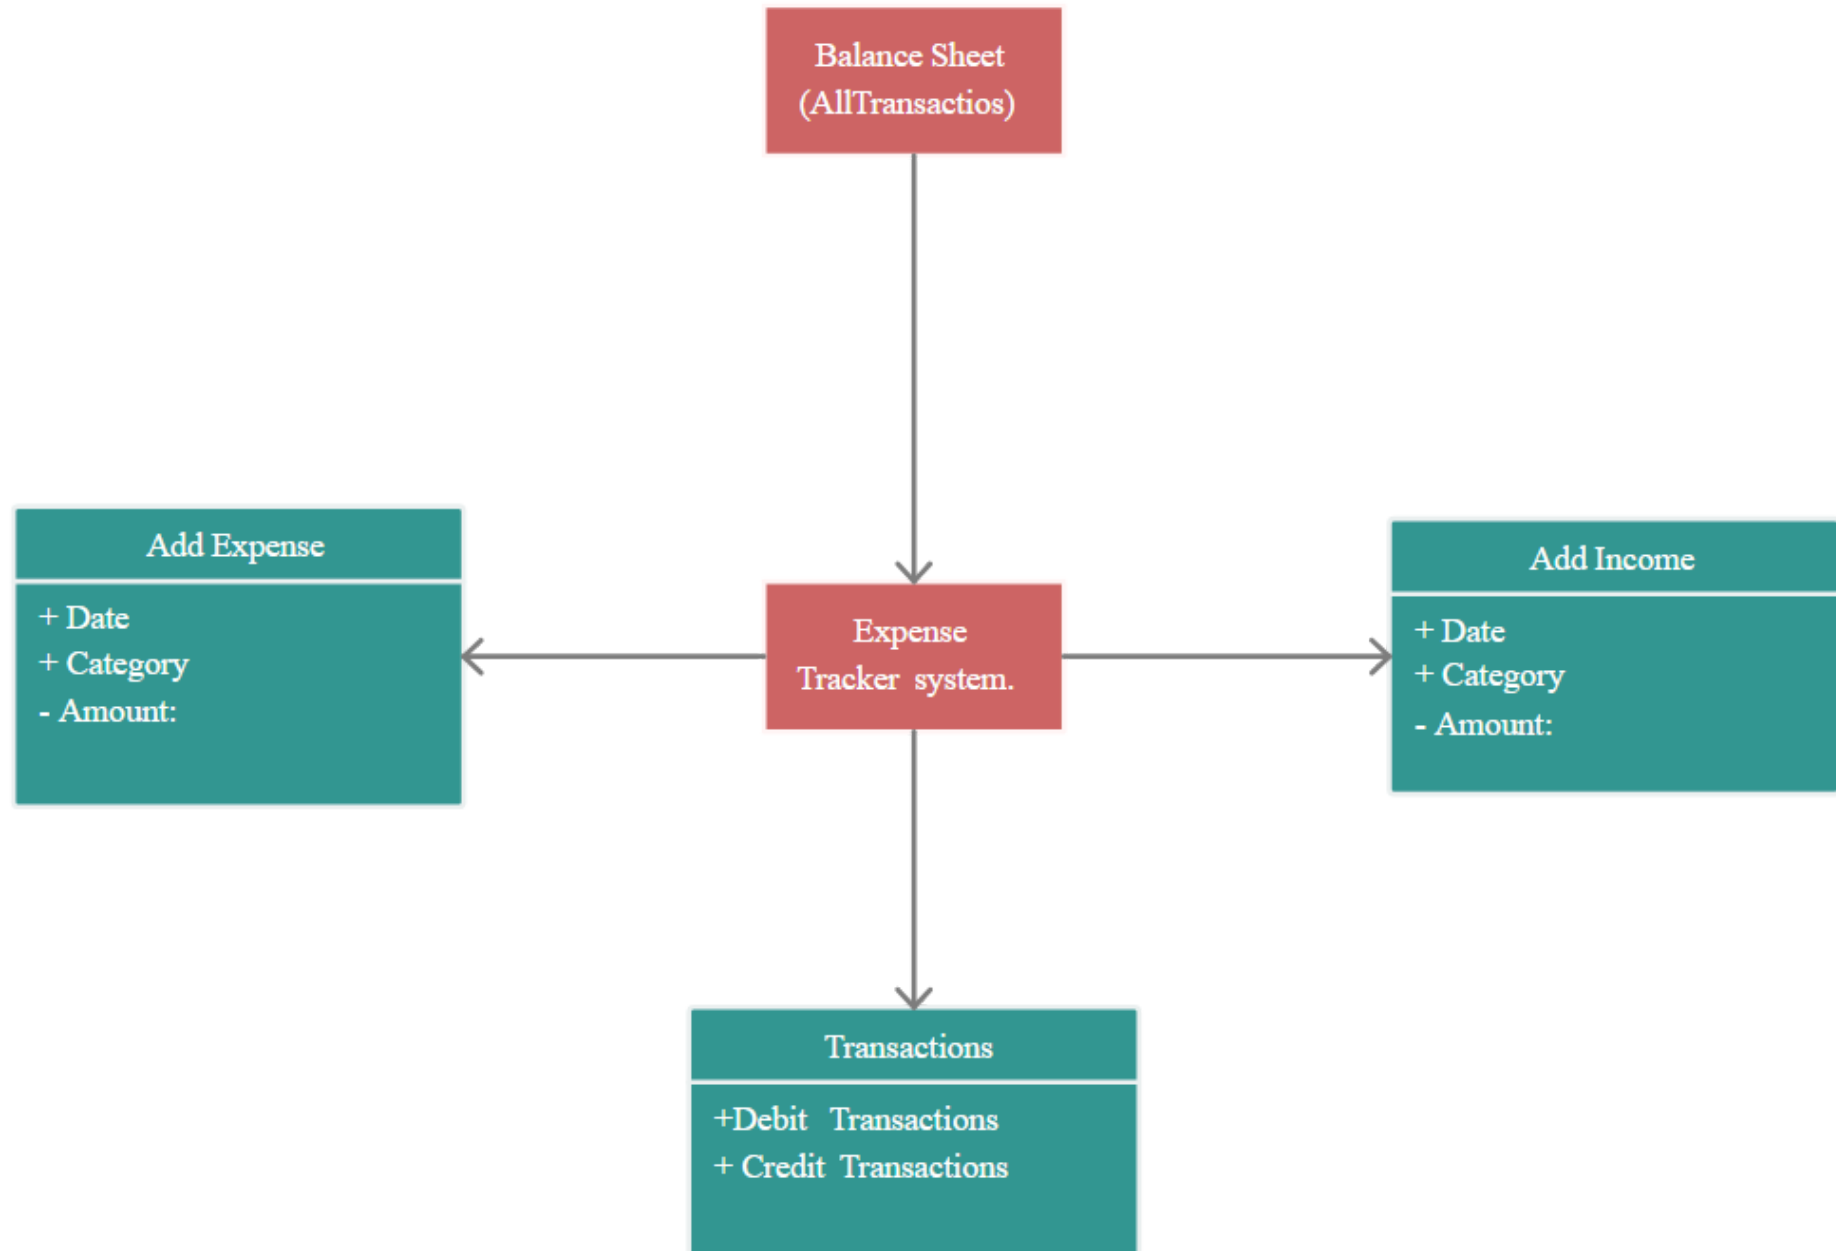 Balance Sheet
(AllTransactios)
Add Expense
+ Date
+ Category
- Amount:
Expense
Tracker system.
Add Income
+ Date
+ Category
- Amount:
Transactions
+Debit Transactions
+ Credit Transactions